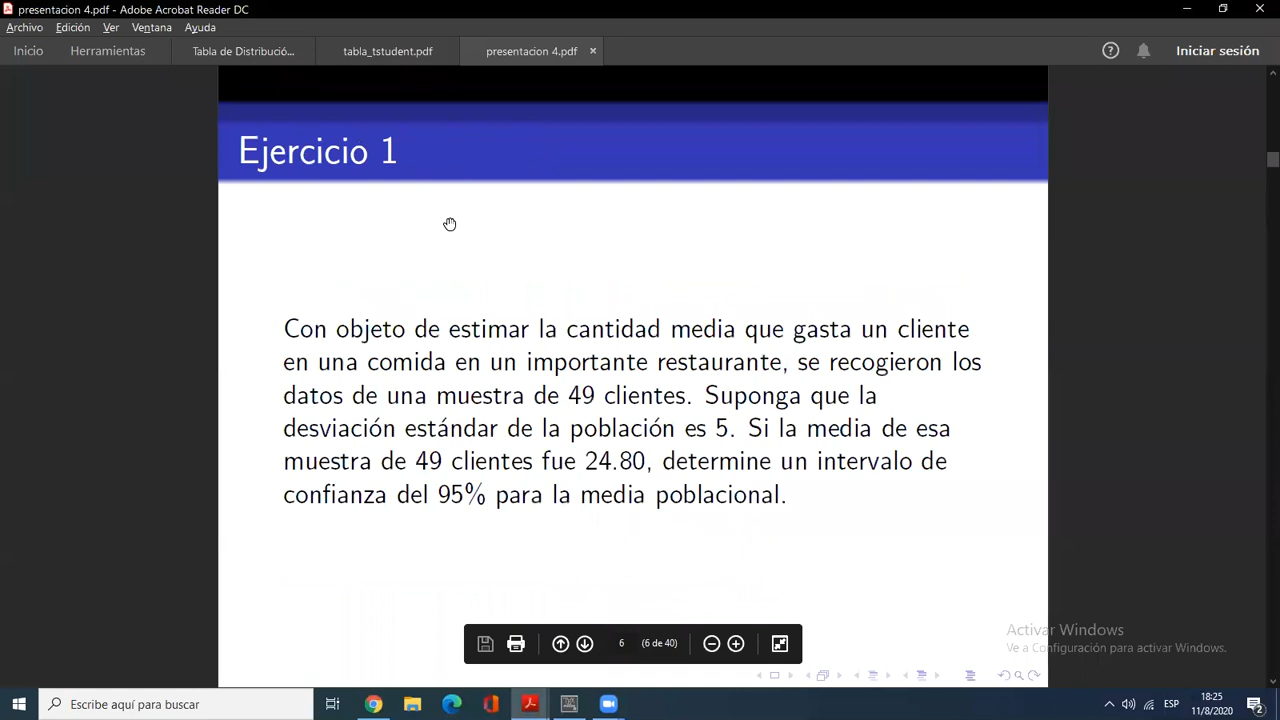 presentacion 4.pdf - Adobe Acrobat Reader DC
Archivo Edición Ver Ventana Ayuda
Inicio Herramientas Tabla de Distribució... tabla_tstudent.pdf presentacion 4.pdf × Iniciar sesión
Ejercicio 1
Con objeto de estimar la cantidad media que gasta un cliente
en una comida en un importante restaurante, se recogieron los
datos de una muestra de 49 clientes. Suponga que la
desviación estándar de la población es 5. Si la media de esa
muestra de 49 clientes fue 24.80, determine un intervalo de
confianza del 95% para la media poblacional.
6 (6 de 40)
Activar Windows
Ve a Configuración para activar Windows.
Escribe aquí para buscar
ESP
18:25
11/8/2020
2